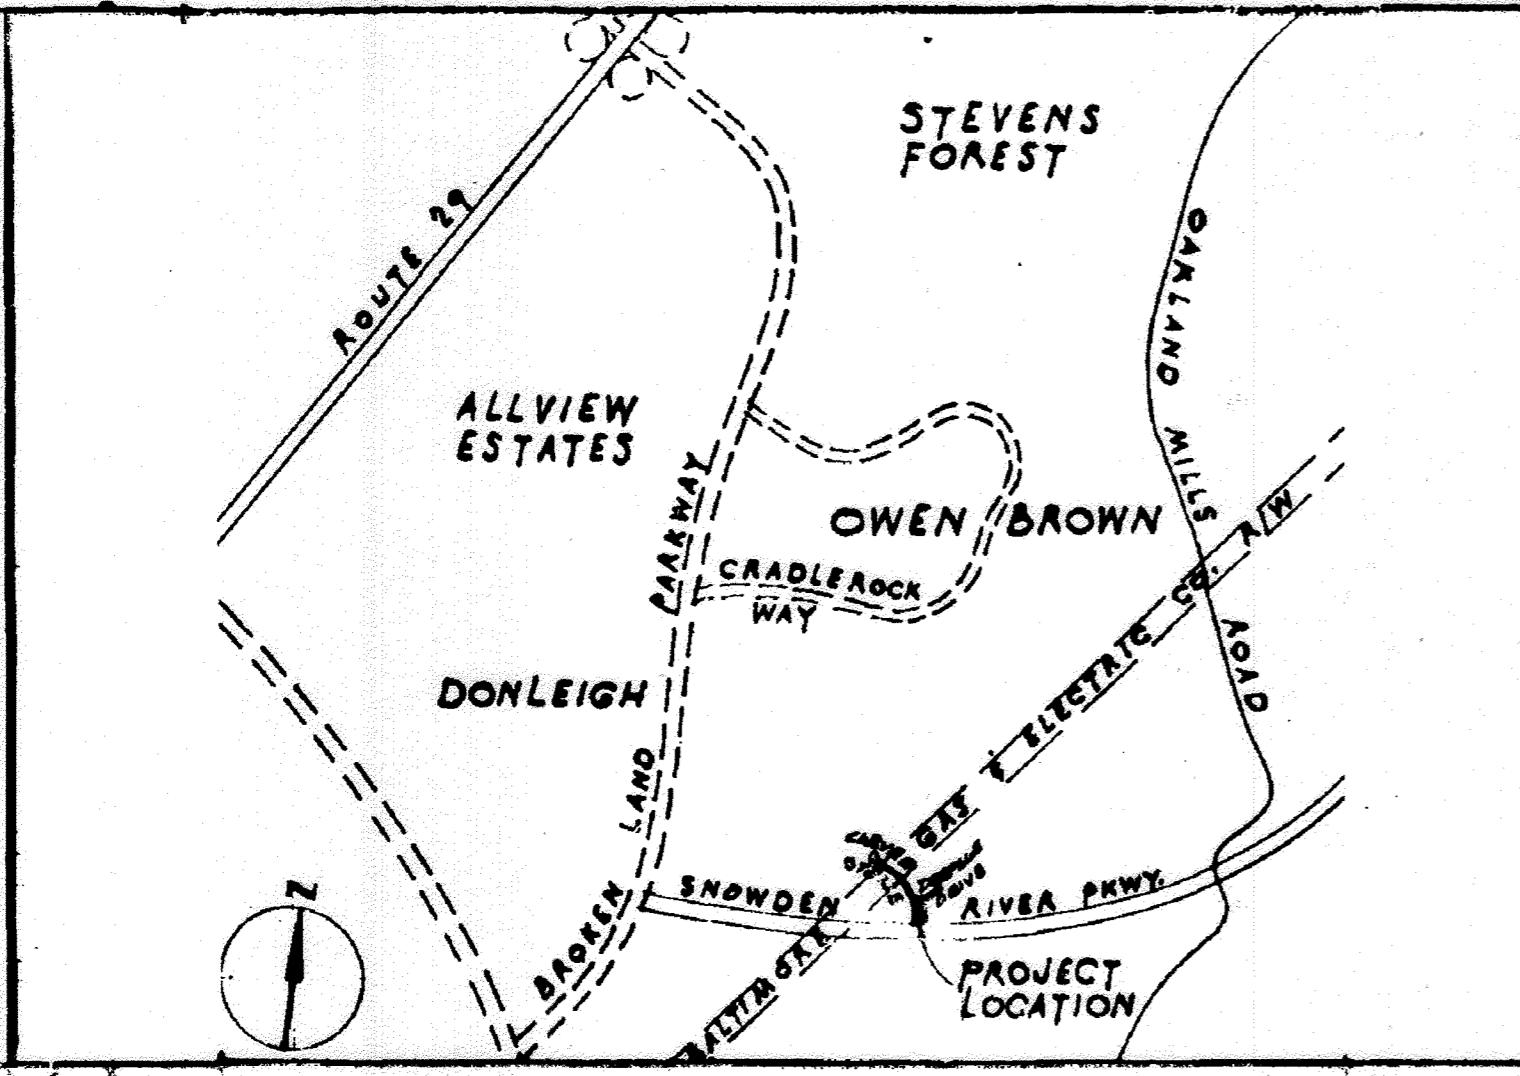 STEVENS
FOREST
ROUTE 29
OAKLAND MILLS ROAD
ALLVIEW
ESTATES
OWEN BROWN
CRADLEROCK
WAY
DONLEIGH
BROKEN LAND PARKWAY
BALTIMORE GAS & ELECTRIC CO. R/W
SNOWDEN RIVER PKWY.
DRIVE
PROJECT
LOCATION
N